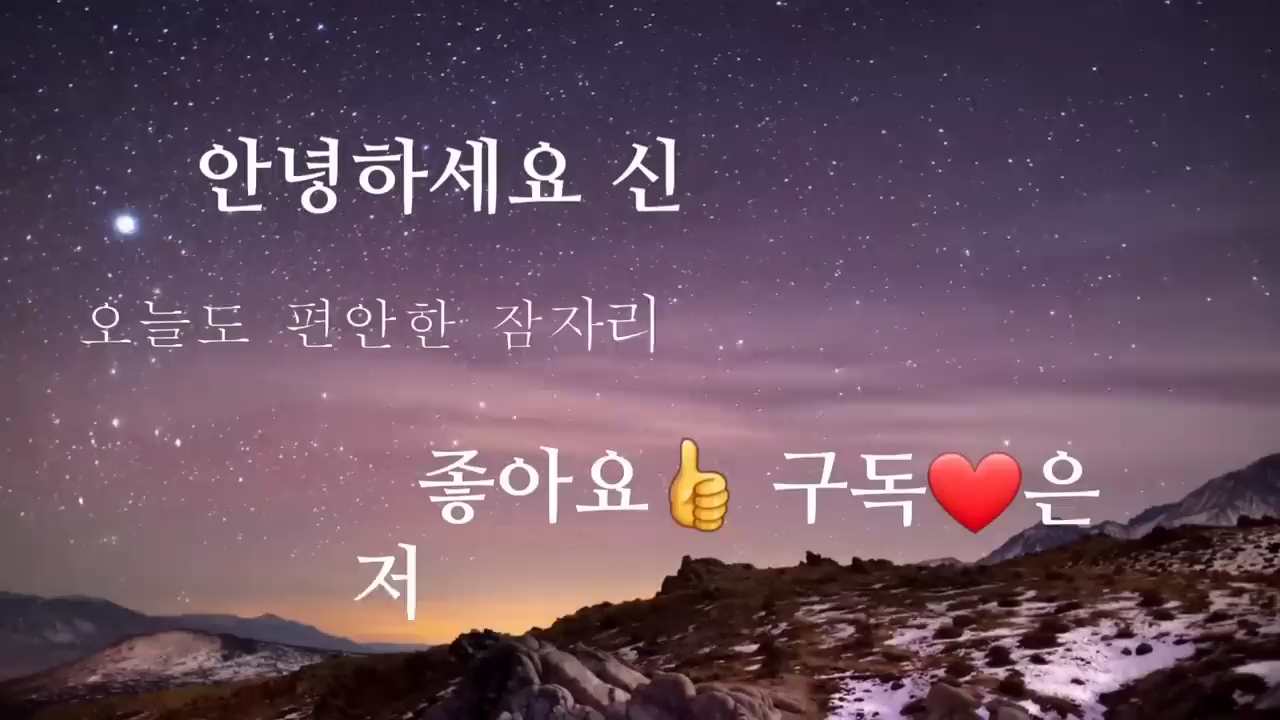 안녕하세요 신
오늘도 편안한 잠자리
좋아요👍 구독❤️은
저